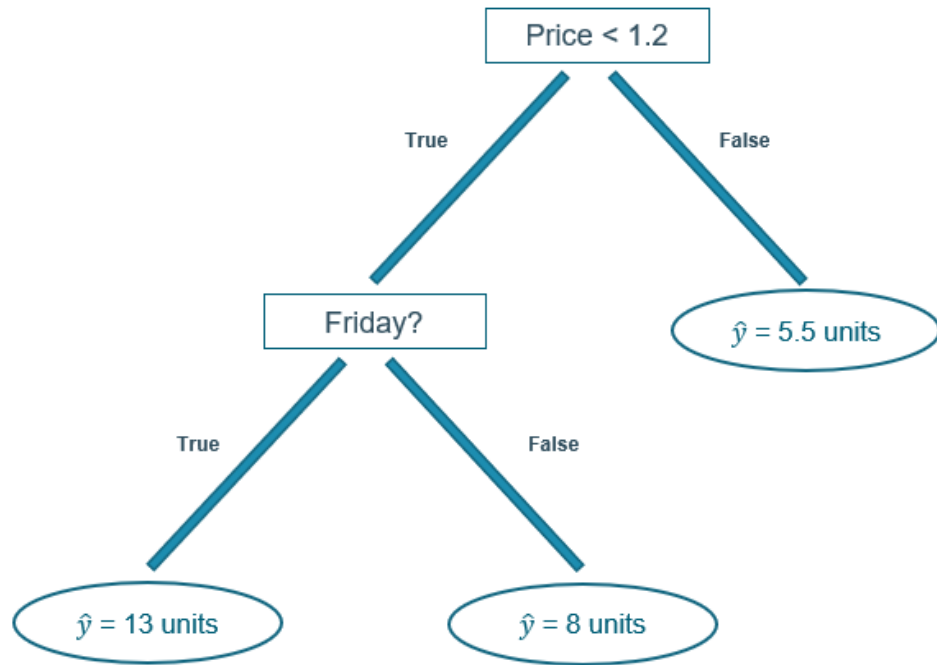 Price < 1.2
True
False
Friday?
ŷ = 5.5 units
True
False
ŷ = 13 units
ŷ = 8 units